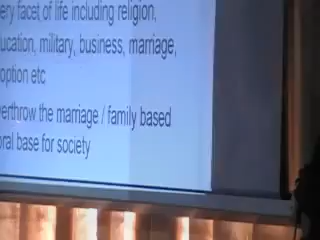 ery facet of life including religion,
ucation, military, business, marriage,
option etc
erthrow the marriage / family based
oral base for society